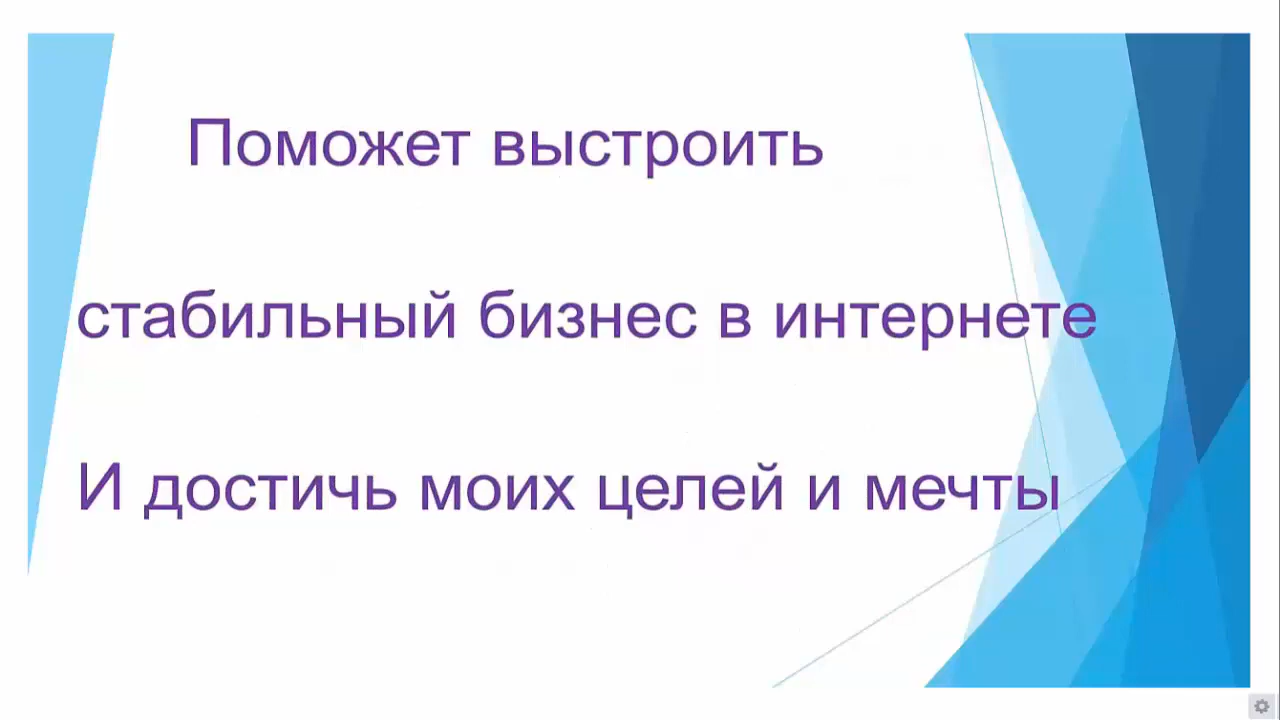 Поможет выстроить
стабильный бизнес в интернете
И достичь моих целей и мечты